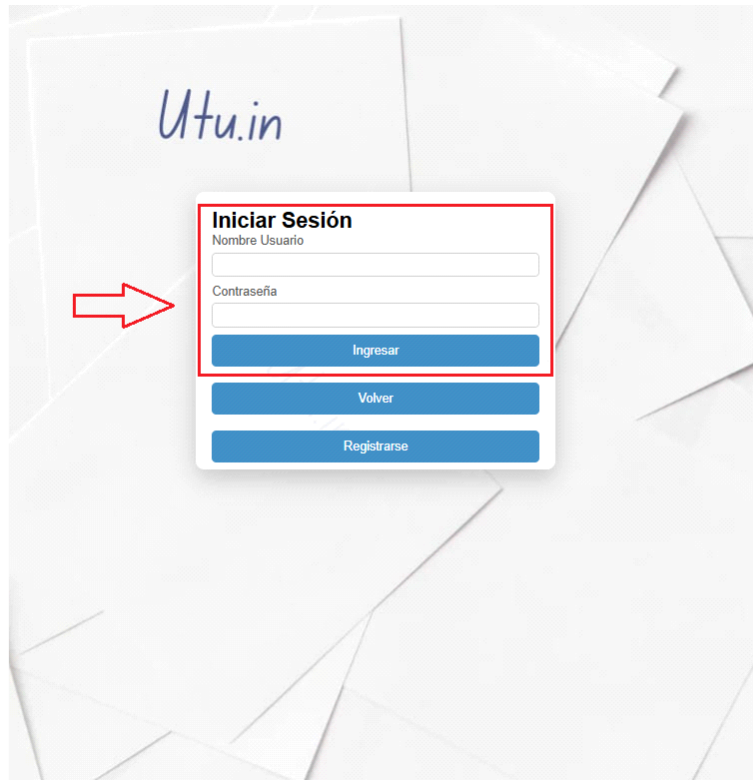 Utu.in
Iniciar Sesión
Nombre Usuario
Contraseña
Ingresar
Volver
Registrarse